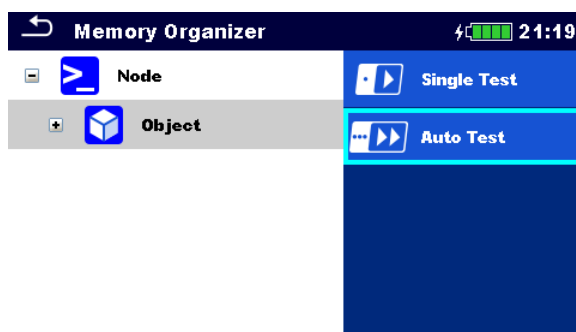 Memory Organizer 21:19
Node
Single Test
Object
Auto Test